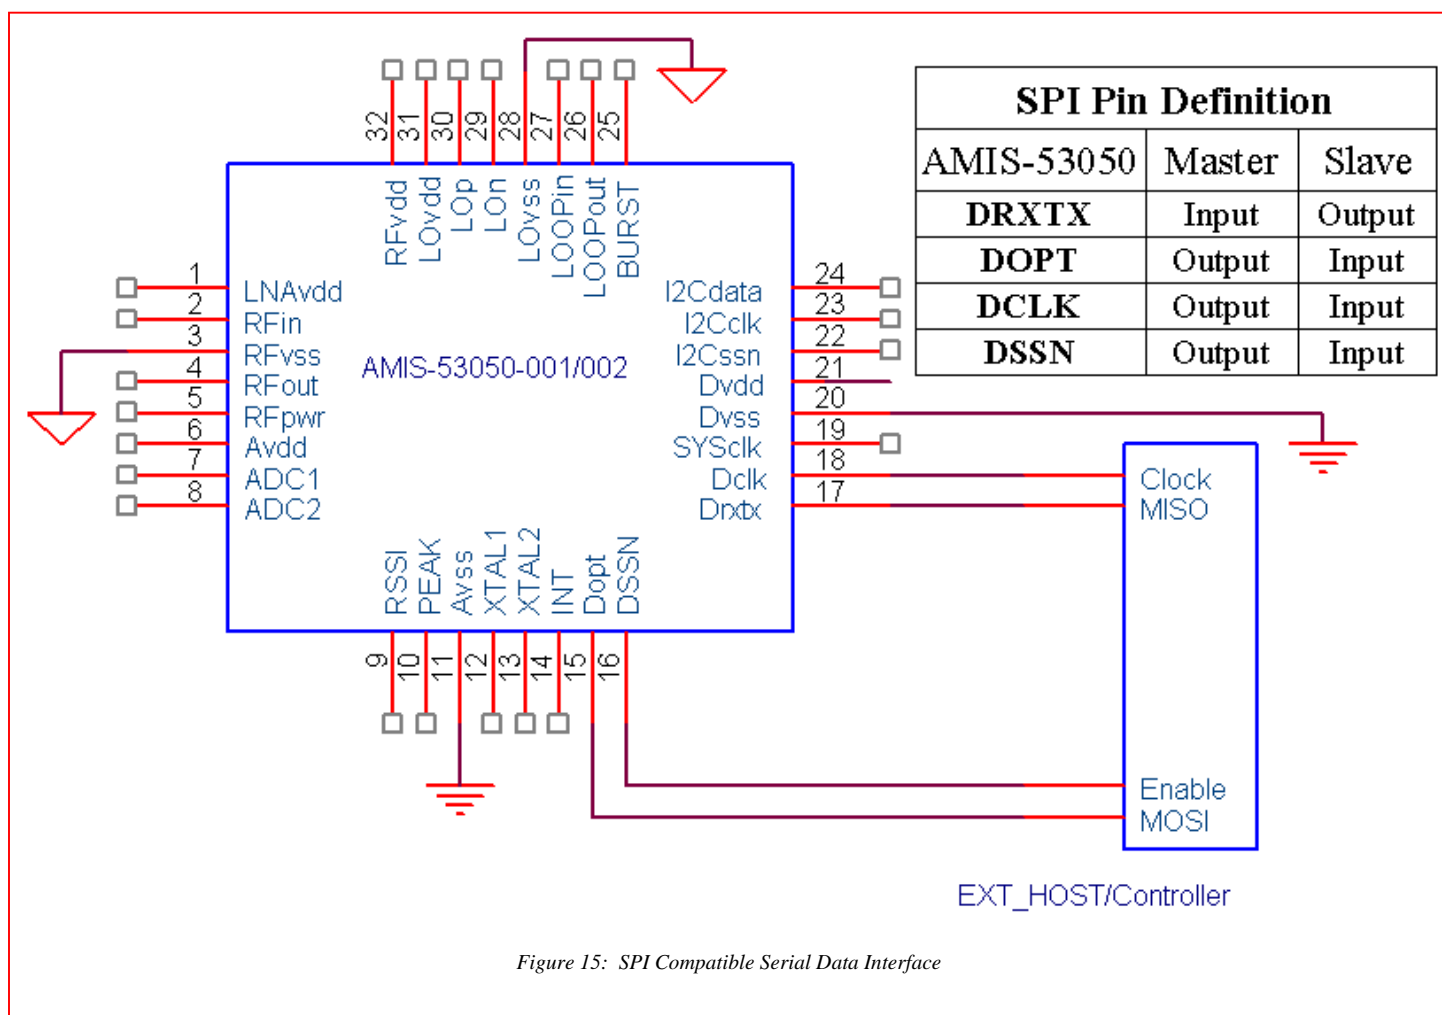 32
31
30
29
28
27
26
25
RFvdd
LOvdd
LOp
LOn
LOvss
LOOPin
LOOPout
BURST
SPI Pin Definition
AMIS-53050 Master Slave
DRXTX Input Output
DOPT Output Input
DCLK Output Input
DSSN Output Input
1 LNAvdd
2 RFin
3 RFvss
4 RFout
5 RFpwr
6 Avdd
7 ADC1
8 ADC2
AMIS-53050-001/002
I2Cdata 24
I2Cclk 23
I2Cssn 22
Dvdd 21
Dvss 20
SYSclk 19
Dclk 18
Drxtx 17
Clock
MISO
RSSI
PEAK
Avss
XTAL1
XTAL2
INT
Dopt
DSSN
9
10
11
12
13
14
15
16
Enable
MOSI
EXT_HOST/Controller
Figure 15: SPI Compatible Serial Data Interface